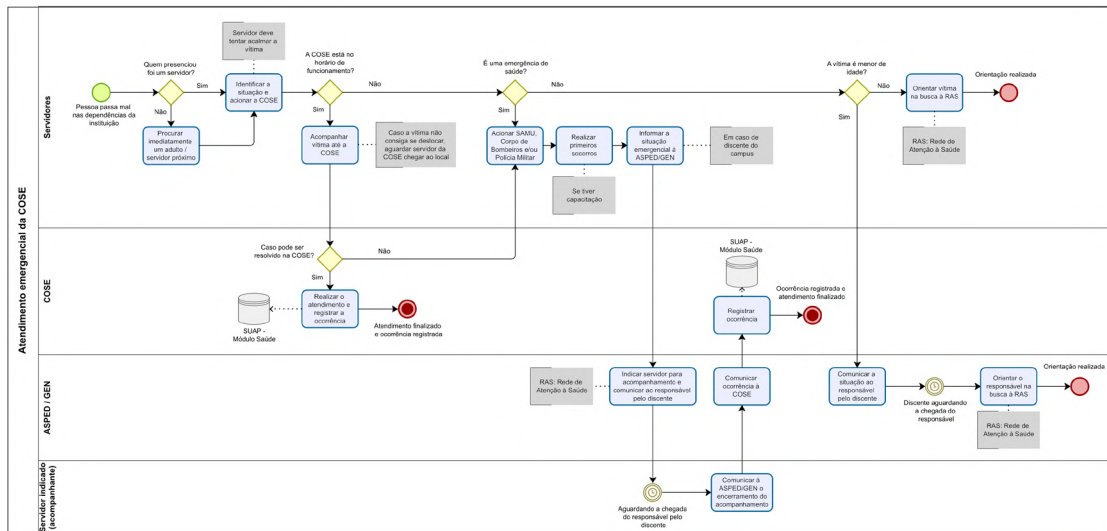 Atendimento emergencial da COSE
Servidores
Pessoa passa mal
nas dependências da
instituição
Quem presenciou
foi um servidor?
Sim
Não
Procurar
imediatamente
um adulto /
servidor próximo
Servidor deve
tentar acalmar a
vítima
Identificar a
situação e
acionar a COSE
A COSE está no
horário de
funcionamento?
Não
Sim
Acompanhar
vítima até a
COSE
Caso a vítima não
consiga se deslocar,
aguardar servidor da
COSE chegar ao local
É uma emergência de
saúde?
Não
Sim
Acionar SAMU,
Corpo de
Bombeiros e/ou
Polícia Militar
Realizar
primeiros
socorros
Se tiver
capacitação
Informar a
situação
emergencial à
ASPED/GEN
Em caso de
discente do
campus
A vítima é menor
de idade?
Não
Sim
Orientar vítima
na busca à RAS
RAS: Rede de
Atenção à Saúde
Orientação realizada
COSE
Caso pode ser
resolvido na COSE?
Não
Sim
Realizar o
atendimento e
registrar a
ocorrência
SUAP -
Módulo Saúde
Atendimento finalizado
e ocorrência registrada
SUAP -
Módulo Saúde
Registrar
ocorrência
Ocorrência registrada e
atendimento finalizado
ASPED / GEN
RAS: Rede de
Atenção à Saúde
Indicar servidor para
acompanhamento e
comunicar ao responsável
pelo discente
Comunicar
ocorrência à
COSE
Comunicar a
situação ao
responsável
pelo discente
Discente aguardando
a chegada do
responsável
Orientar o
responsável na
busca à RAS
RAS: Rede de
Atenção à Saúde
Orientação realizada
Servidor indicado
(acompanhante)
Aguardando a chegada
do responsável pelo
discente
Comunicar à
ASPED/GEN o
encerramento do
acompanhamento